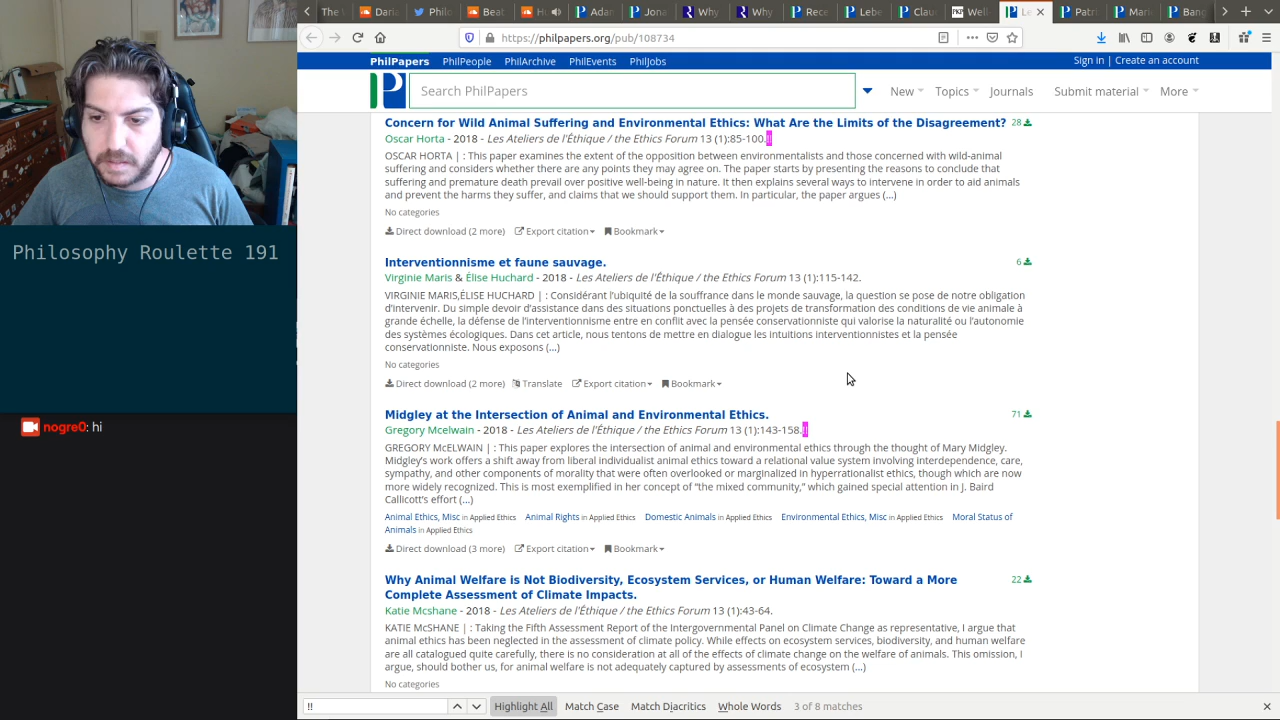 The \
Darie
Philo
Beat
Hi
Adan
Jona
Why
Why
Rece
Lebe
Clau
Well
Le
Patri
Mark
Bang
https://philpapers.org/pub/108734
PhilPapers PhilPeople PhilArchive PhilEvents PhilJobs
Sign in | Create an account
Search PhilPapers
New Topics Journals Submit material More
Concern for Wild Animal Suffering and Environmental Ethics: What Are the Limits of the Disagreement? 28
Oscar Horta - 2018 - Les Ateliers de l'Éthique / the Ethics Forum 13 (1):85-100.
OSCAR HORTA | : This paper examines the extent of the opposition between environmentalists and those concerned with wild-animal
suffering and considers whether there are any points they may agree on. The paper starts by presenting the reasons to conclude that
suffering and premature death prevail over positive well-being in nature. It then explains several ways to intervene in order to aid animals
and prevent the harms they suffer, and claims that we should support them. In particular, the paper argues (...)
No categories
Direct download (2 more) Export citation Bookmark
Philosophy Roulette 191
Interventionnisme et faune sauvage. 6
Virginie Maris & Élise Huchard - 2018 - Les Ateliers de l'Éthique / the Ethics Forum 13 (1):115-142.
VIRGINIE MARIS,ÉLISE HUCHARD | : Considérant l'ubiquité de la souffrance dans le monde sauvage, la question se pose de notre obligation
d'intervenir. Du simple devoir d'assistance dans des situations ponctuelles à des projets de transformation des conditions de vie animale à
grande échelle, la défense de l'interventionnisme entre en conflit avec la pensée conservationniste qui valorise la naturalité ou l'autonomie
des systèmes écologiques. Dans cet article, nous tentons de mettre en dialogue les intuitions interventionnistes et la pensée
conservationniste. Nous exposons (...)
No categories
Direct download (2 more) Translate Export citation Bookmark
nogre0: hi
Midgley at the Intersection of Animal and Environmental Ethics. 71
Gregory Mcelwain - 2018 - Les Ateliers de l'Éthique / the Ethics Forum 13 (1):143-158.
GREGORY McELWAIN | : This paper explores the intersection of animal and environmental ethics through the thought of Mary Midgley.
Midgley's work offers a shift away from liberal individualist animal ethics toward a relational value system involving interdependence, care,
sympathy, and other components of morality that were often overlooked or marginalized in hyperrationalist ethics, though which are now
more widely recognized. This is most exemplified in her concept of "the mixed community," which gained special attention in J. Baird
Callicott's effort (...)
Animal Ethics, Misc in Applied Ethics Animal Rights in Applied Ethics Domestic Animals in Applied Ethics Environmental Ethics, Misc in Applied Ethics Moral Status of
Animals in Applied Ethics
Direct download (3 more) Export citation Bookmark
Why Animal Welfare is Not Biodiversity, Ecosystem Services, or Human Welfare: Toward a More 22
Complete Assessment of Climate Impacts.
Katie Mcshane - 2018 - Les Ateliers de l'Éthique / the Ethics Forum 13 (1):43-64.
KATIE McSHANE | : Taking the Fifth Assessment Report of the Intergovernmental Panel on Climate Change as representative, I argue that
animal ethics has been neglected in the assessment of climate policy. While effects on ecosystem services, biodiversity, and human welfare
are all catalogued quite carefully, there is no consideration at all of the effects of climate change on the welfare of animals. This omission, I
argue, should bother us, for animal welfare is not adequately captured by assessments of ecosystem (...)
No categories
!! Highlight All Match Case Match Diacritics Whole Words 3 of 8 matches